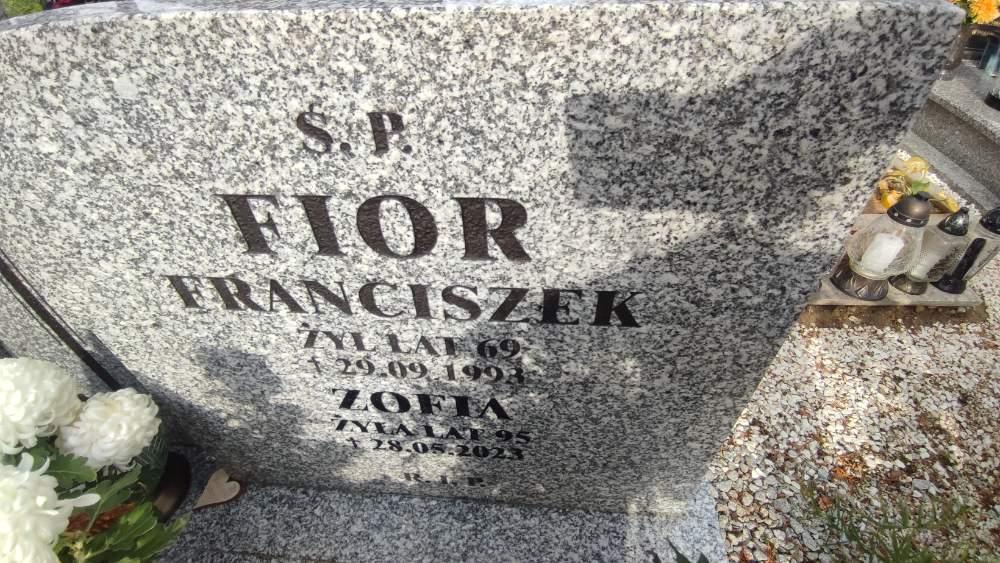 Ś. P.
FIOR
FRANCISZEK
ŻYŁ LAT 69
† 29.09.1993
ZOFIA
ŻYŁA LAT 95
† 28.05.2023
R. I. P.